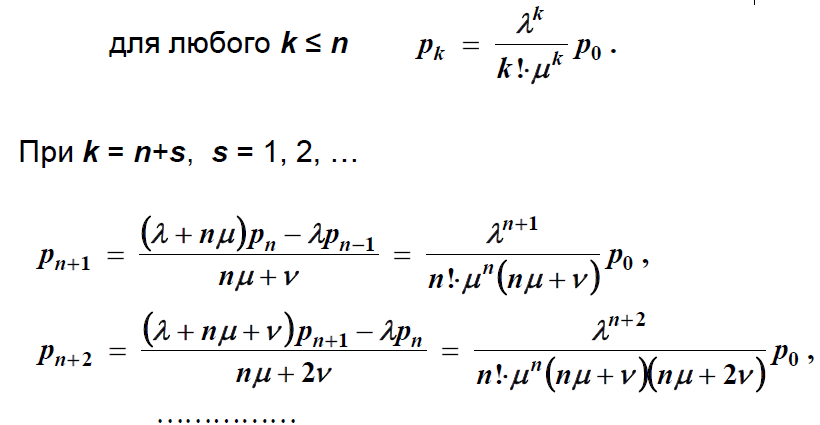 для любого k ≤ n p_k = λ^k / (k!·μ^k) p_0 .
При k = n+s, s = 1, 2, …
p_{n+1} = ((λ + nμ)p_n − λp_{n−1}) / (nμ + ν) = λ^{n+1} / (n!·μ^n(nμ + ν)) p_0 ,
p_{n+2} = ((λ + nμ + ν)p_{n+1} − λp_n) / (nμ + 2ν) = λ^{n+2} / (n!·μ^n(nμ + ν)(nμ + 2ν)) p_0 ,
……………